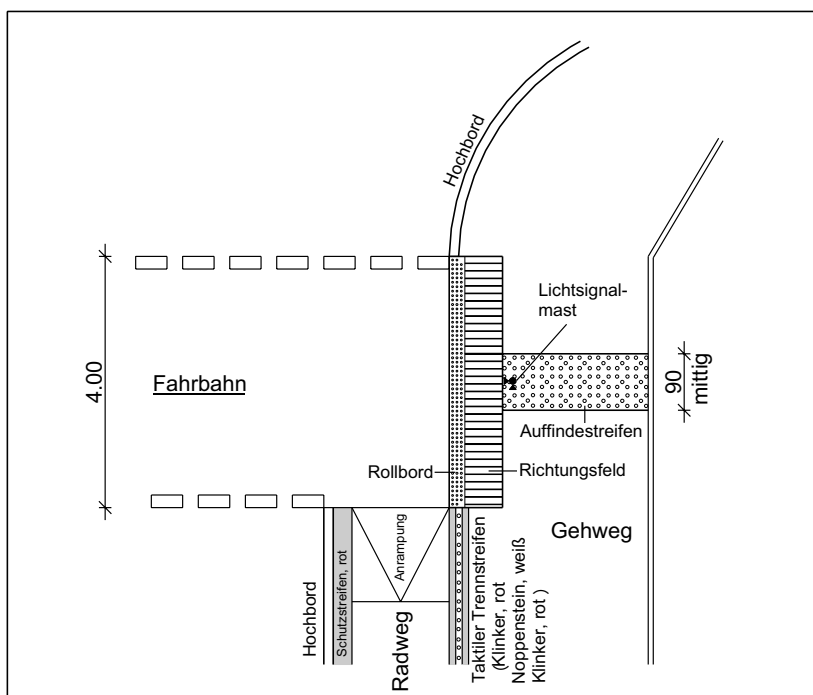 Hochbord
Lichtsignal-
mast
4.00
Fahrbahn
90
mittig
Auffindestreifen
Rollbord
Richtungsfeld
Gehweg
Hochbord
Schutzstreifen, rot
Anrampung
Radweg
Taktiler Trennstreifen
(Klinker, rot
Noppenstein, weiß
Klinker, rot )